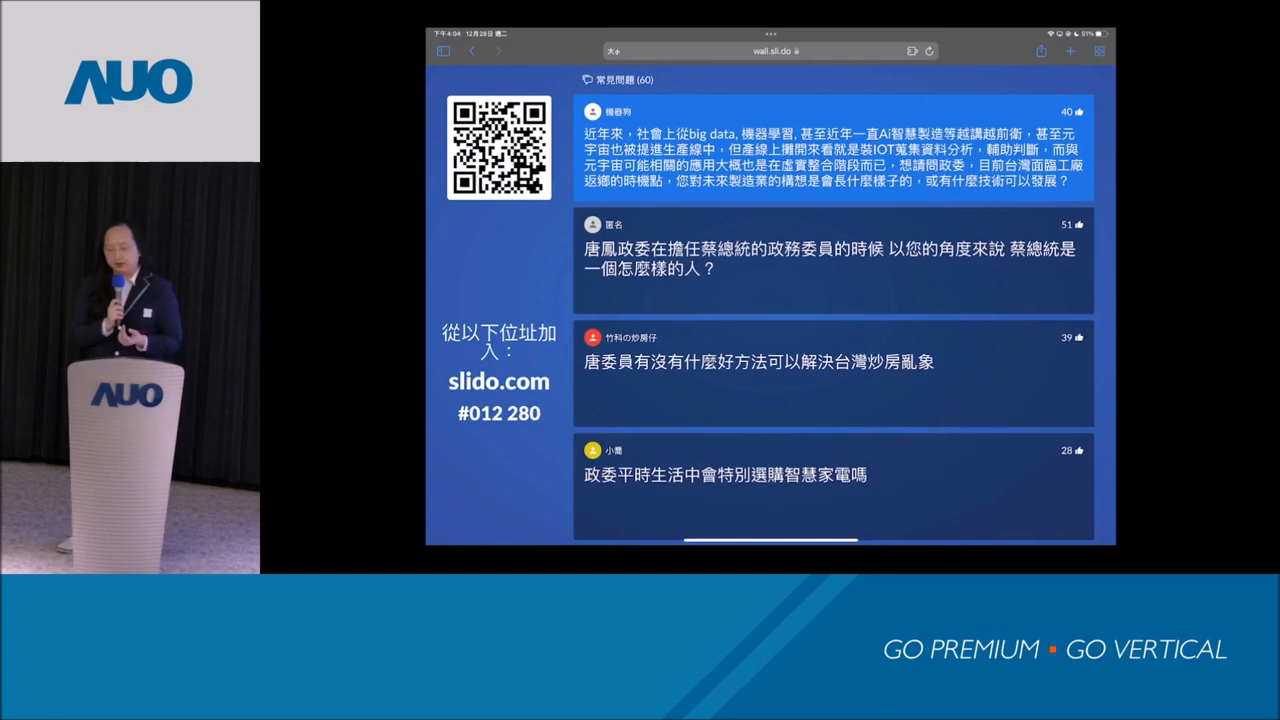 AUO
AUO
下午4:04 12月28日 週二
51%
大小
wall.sli.do
常見問題 (60)
從以下位址加
入：
slido.com
#012 280
機器狗
40
近年來，社會上從big data, 機器學習, 甚至近年一直Ai智慧製造等越講越前衛，甚至元
宇宙也被提進生產線中，但產線上攤開來看就是裝IOT蒐集資料分析，輔助判斷，而與
元宇宙可能相關的應用大概也是在虛實整合階段而已，想請問政委，目前台灣面臨工廠
返鄉的時機點，您對未來製造業的構想是會長什麼樣子的，或有什麼技術可以發展？
匿名
51
唐鳳政委在擔任蔡總統的政務委員的時候 以您的角度來說 蔡總統是
一個怎麼樣的人？
竹科の炒房仔
39
唐委員有沒有什麼好方法可以解決台灣炒房亂象
小喬
28
政委平時生活中會特別選購智慧家電嗎
GO PREMIUM ▪ GO VERTICAL